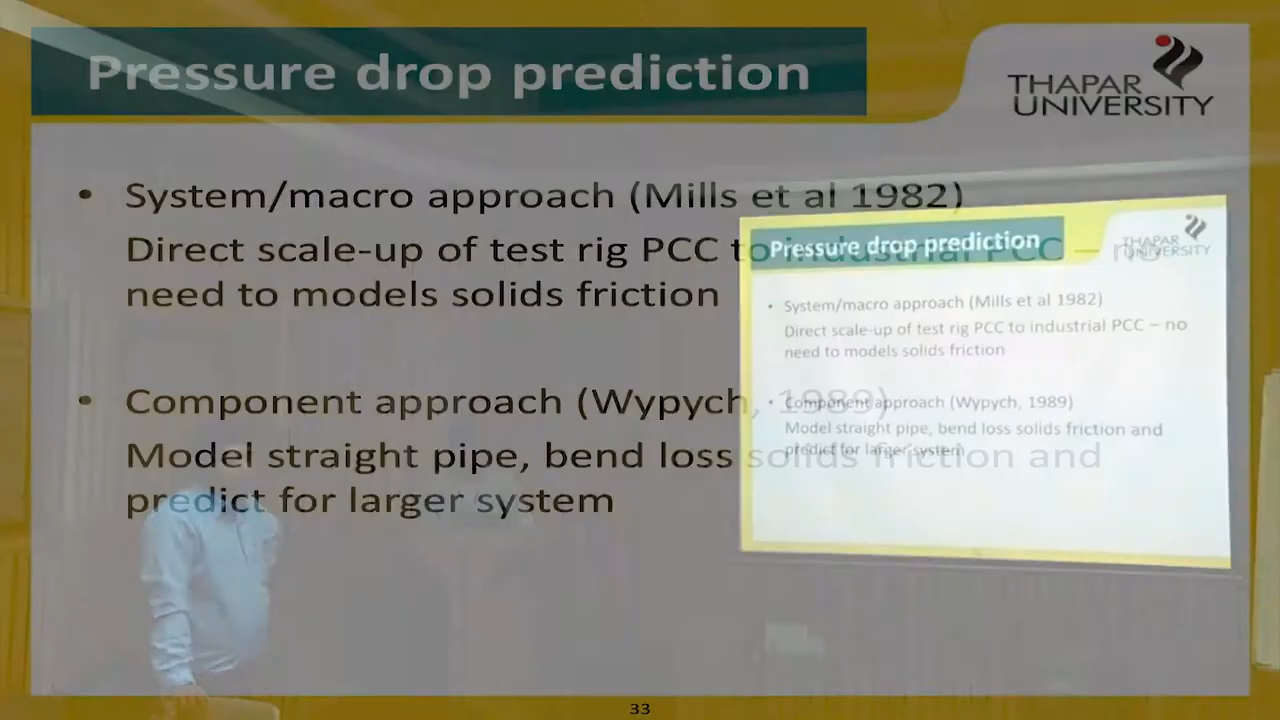 Pressure drop prediction
THAPAR
UNIVERSITY
• System/macro approach (Mills et al 1982)
Direct scale-up of test rig PCC to industrial PCC – no
need to models solids friction
• Component approach (Wypych, 1989)
Model straight pipe, bend loss solids friction and
predict for larger system
33
Pressure drop prediction
THAPAR
UNIVERSITY
• System/macro approach (Mills et al 1982)
Direct scale-up of test rig PCC to industrial PCC – no
need to models solids friction
• Component approach (Wypych, 1989)
Model straight pipe, bend loss solids friction and
predict for larger system